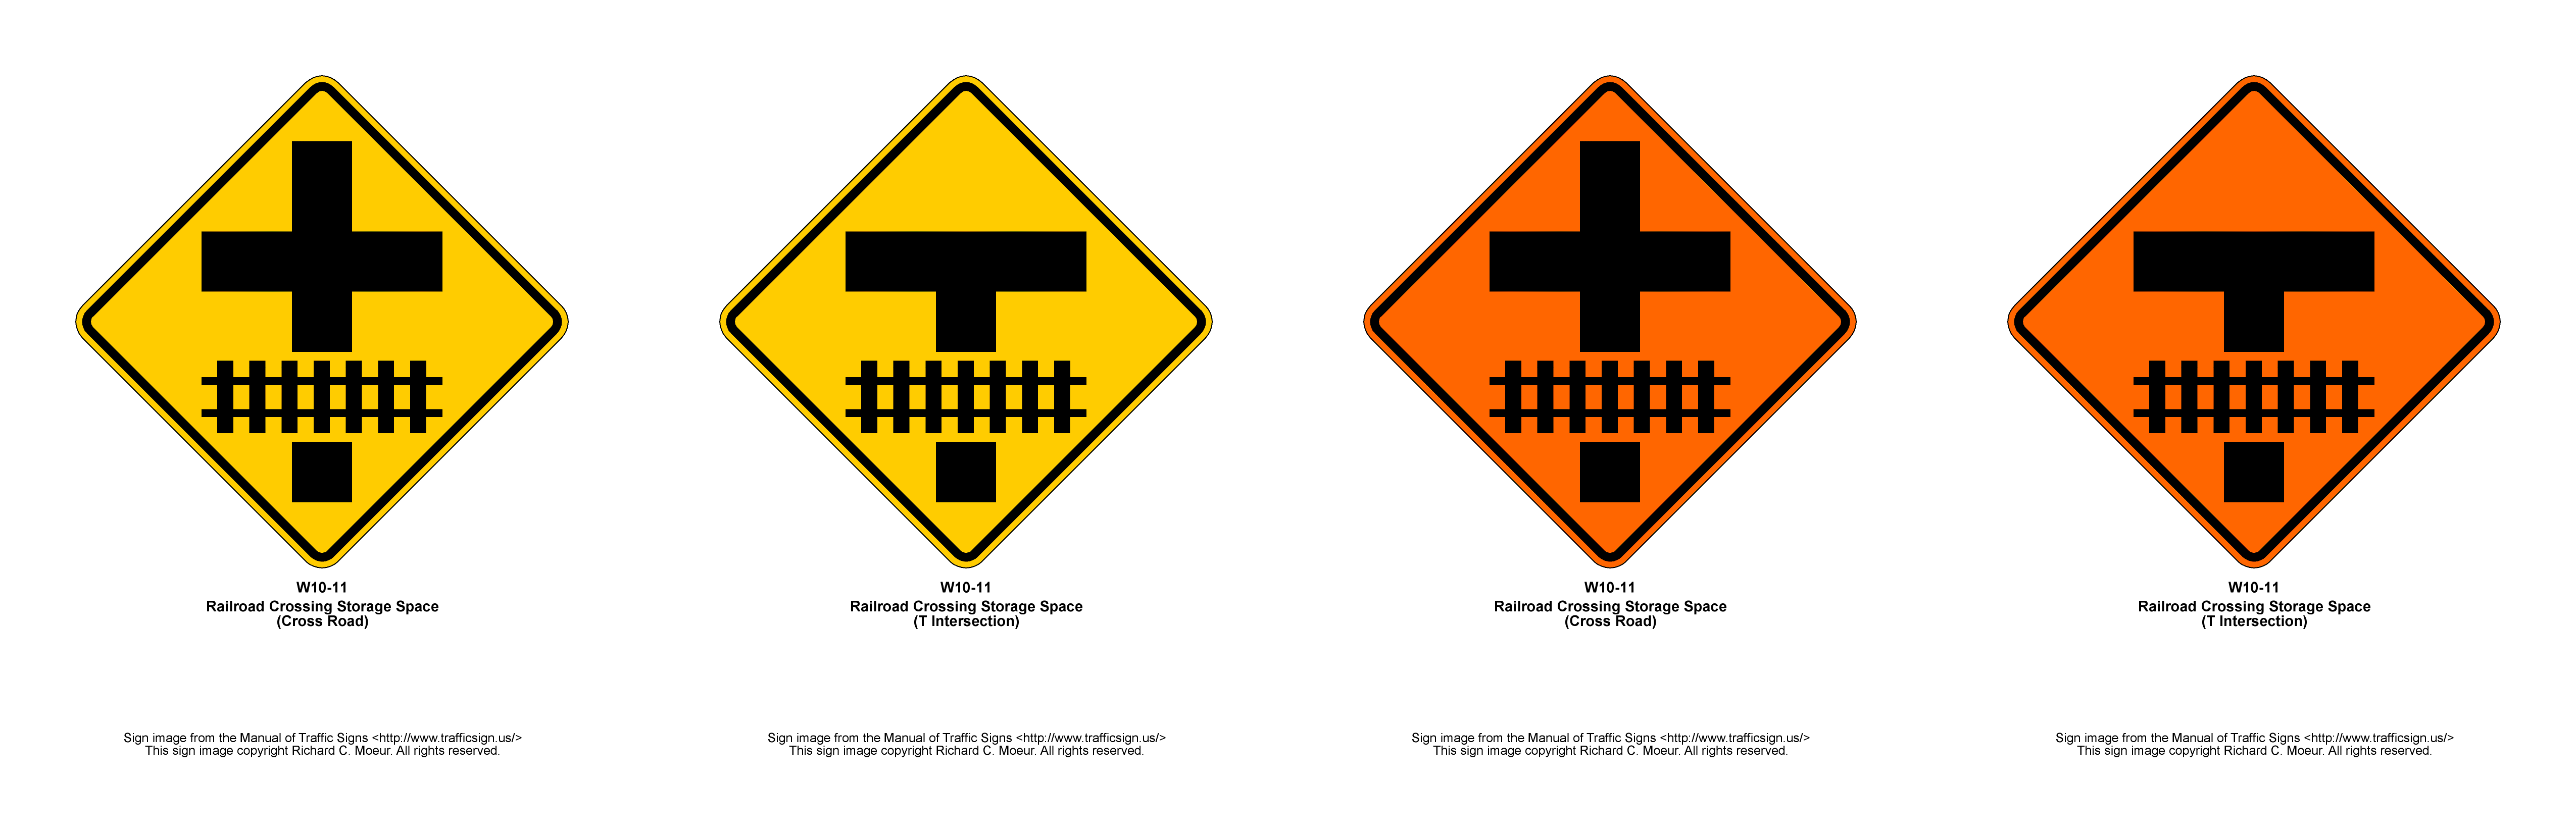 W10-11
Railroad Crossing Storage Space
(Cross Road)
Sign image from the Manual of Traffic Signs <http://www.trafficsign.us/>
This sign image copyright Richard C. Moeur. All rights reserved.
W10-11
Railroad Crossing Storage Space
(T Intersection)
Sign image from the Manual of Traffic Signs <http://www.trafficsign.us/>
This sign image copyright Richard C. Moeur. All rights reserved.
W10-11
Railroad Crossing Storage Space
(Cross Road)
Sign image from the Manual of Traffic Signs <http://www.trafficsign.us/>
This sign image copyright Richard C. Moeur. All rights reserved.
W10-11
Railroad Crossing Storage Space
(T Intersection)
Sign image from the Manual of Traffic Signs <http://www.trafficsign.us/>
This sign image copyright Richard C. Moeur. All rights reserved.